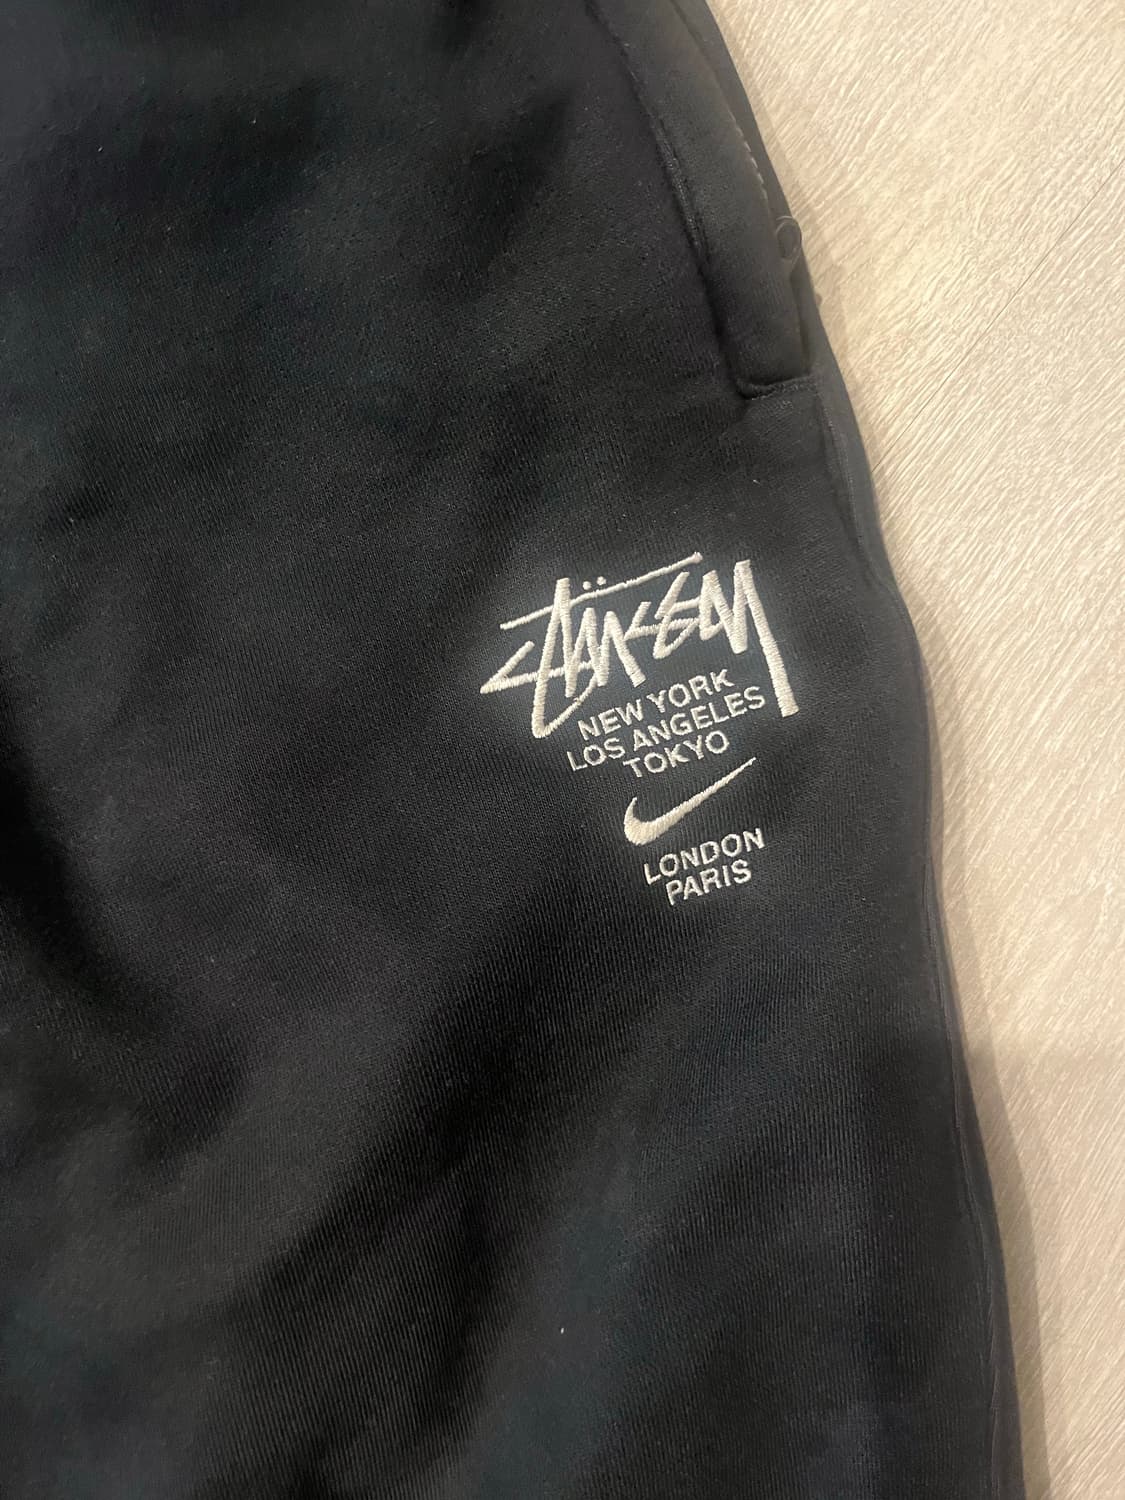 Stüssy
NEW YORK
LOS ANGELES
TOKYO
LONDON
PARIS